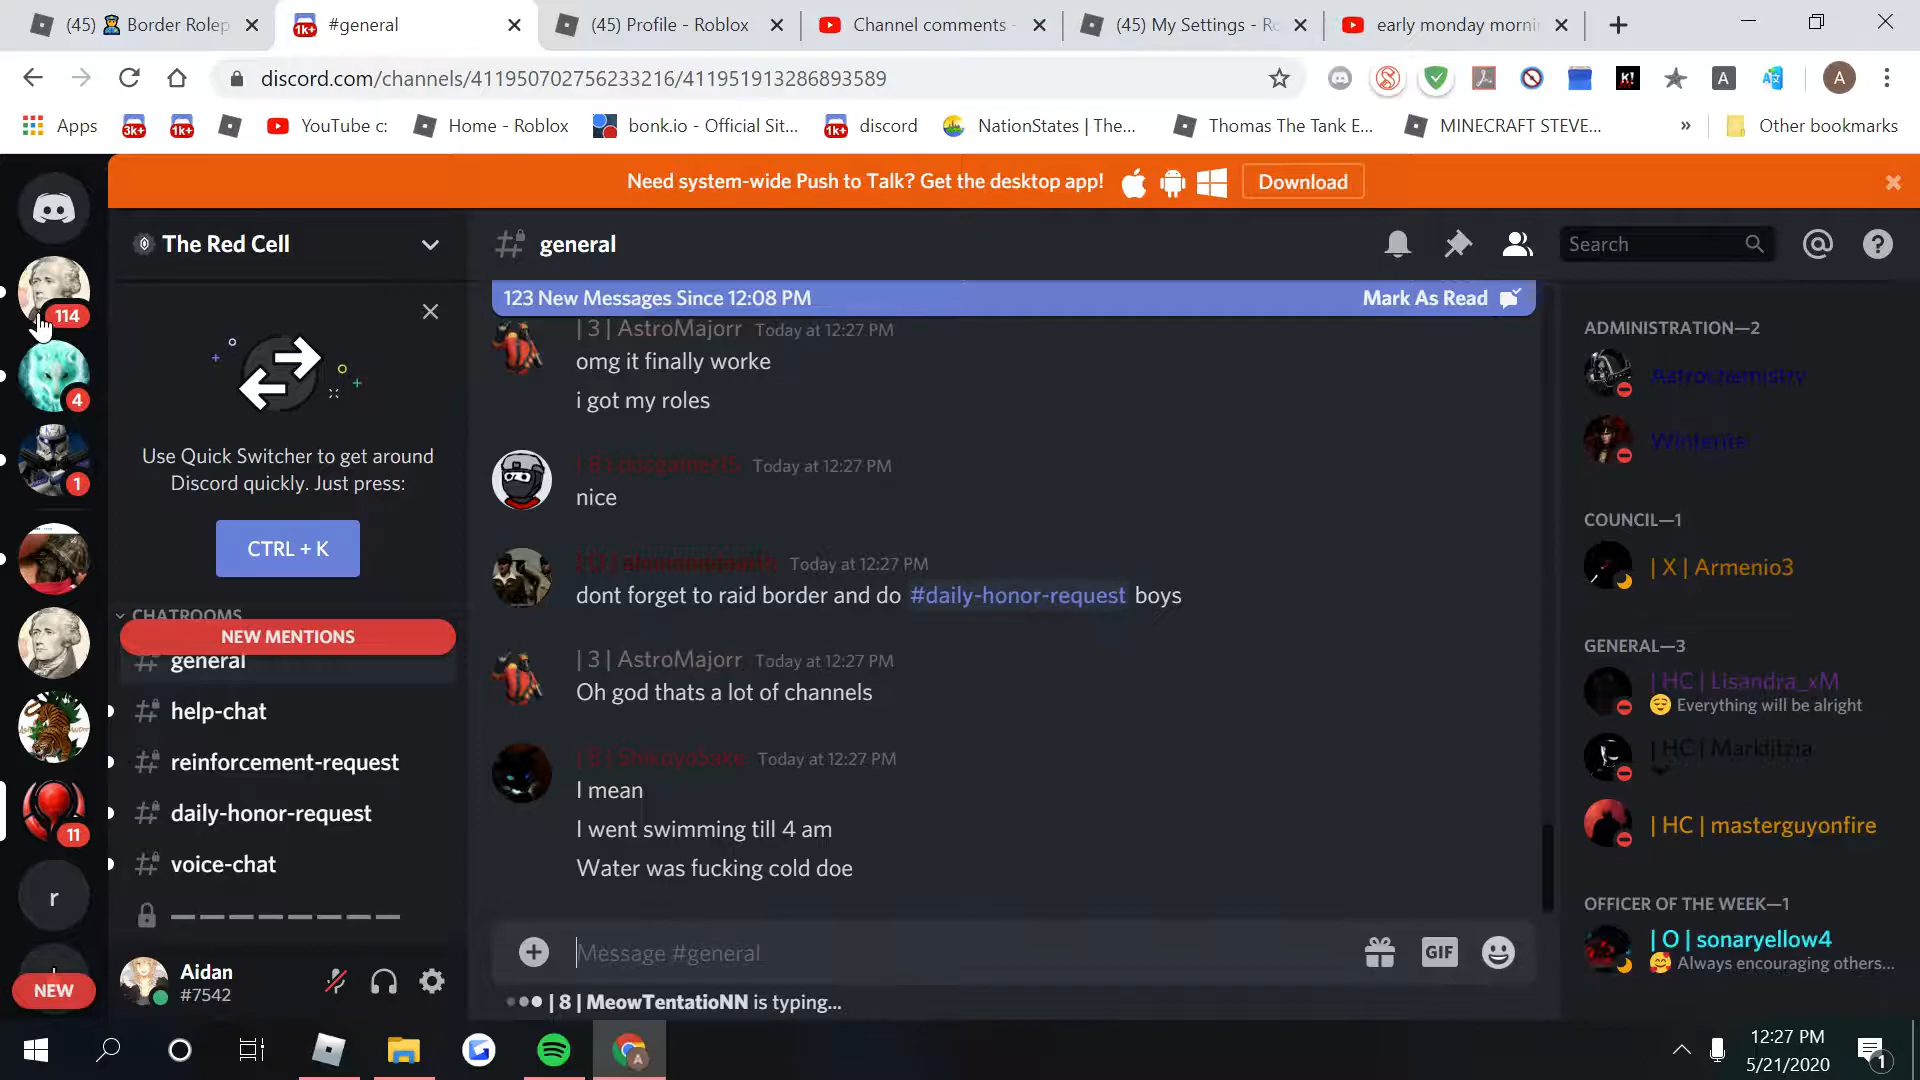 (45) 👮 Border Rolep
#general
(45) Profile - Roblox
Channel comments -
(45) My Settings - Ro
early monday mornin
discord.com/channels/411950702756233216/411951913286893589
Apps
3k+
1k+
YouTube c:
Home - Roblox
bonk.io - Official Sit...
discord
NationStates | The...
Thomas The Tank E...
MINECRAFT STEVE...
»
Other bookmarks
Need system-wide Push to Talk? Get the desktop app!
Download
114
4
1
11
r
NEW
The Red Cell
Use Quick Switcher to get around
Discord quickly. Just press:
CTRL + K
CHATROOMS
NEW MENTIONS
general
help-chat
reinforcement-request
daily-honor-request
voice-chat
Aidan
#7542
general
Search
123 New Messages Since 12:08 PM
Mark As Read
| 3 | AstroMajorr Today at 12:27 PM
omg it finally worke
i got my roles
Today at 12:27 PM
nice
Today at 12:27 PM
dont forget to raid border and do #daily-honor-request boys
| 3 | AstroMajorr Today at 12:27 PM
Oh god thats a lot of channels
| 8 | ShikoyoSake Today at 12:27 PM
I mean
I went swimming till 4 am
Water was fucking cold doe
Message #general
GIF
| 8 | MeowTentatioNN is typing...
ADMINISTRATION—2
Astrochemistry
Winterite
COUNCIL—1
| X | Armenio3
GENERAL—3
| HC | Lisandra_xM
😌 Everything will be alright
| HC | Markijtzia
❤
| HC | masterguyonfire
OFFICER OF THE WEEK—1
| O | sonaryellow4
🥰 Always encouraging others...
12:27 PM
5/21/2020
1